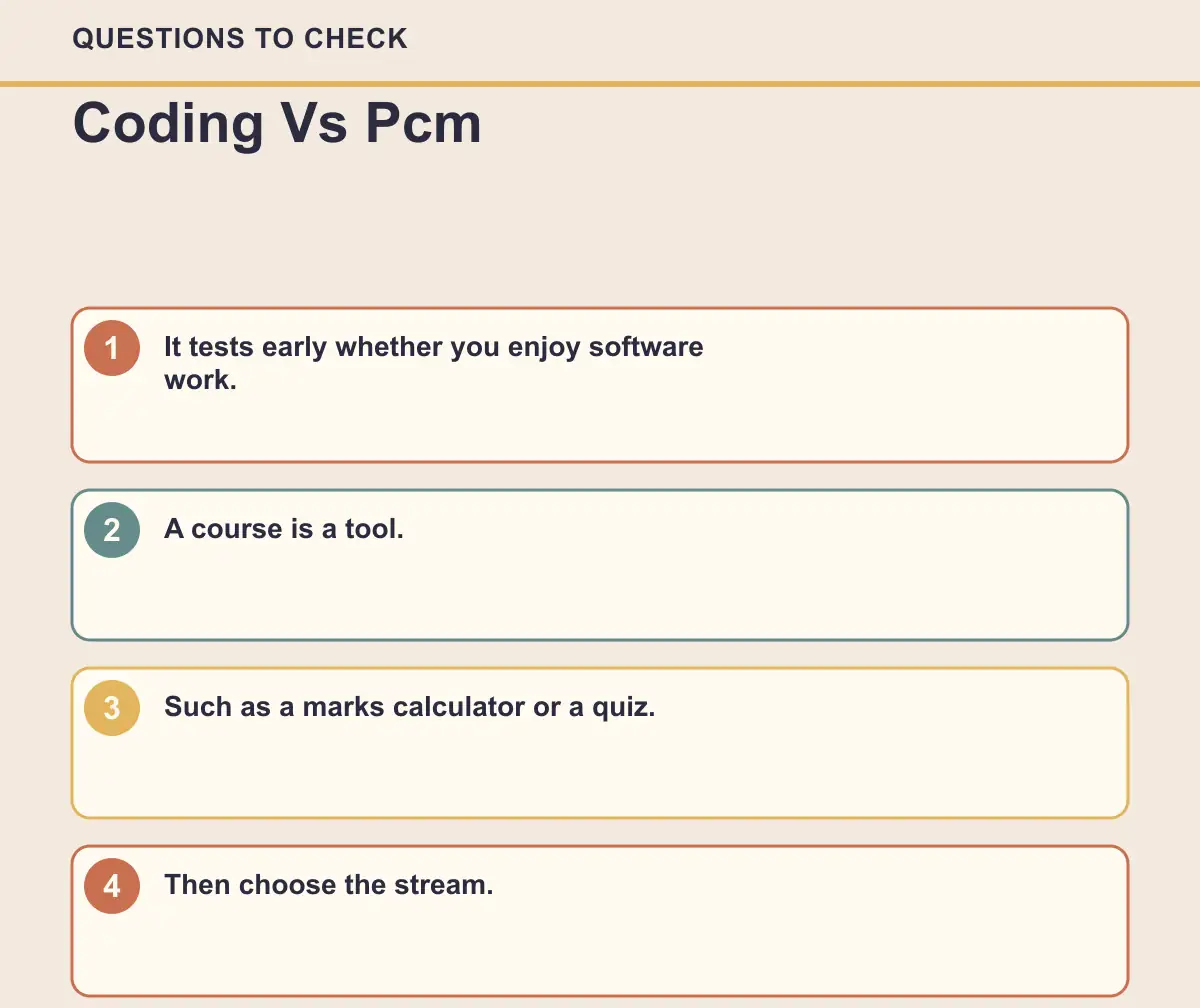 QUESTIONS TO CHECK
Coding Vs Pcm
1
It tests early whether you enjoy software
work.
2
A course is a tool.
3
Such as a marks calculator or a quiz.
4
Then choose the stream.